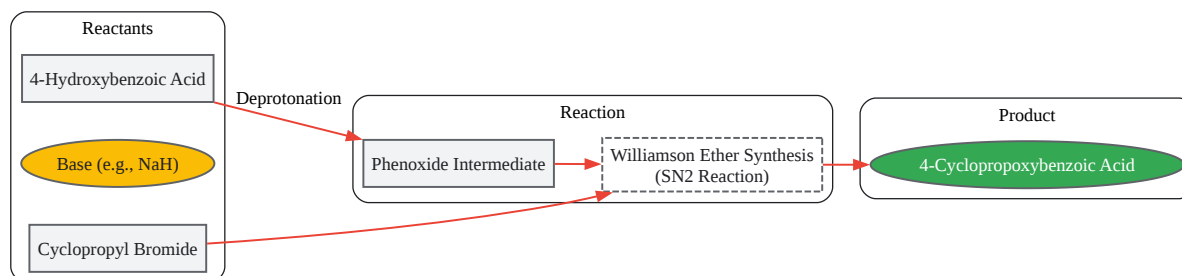 Reactants
4-Hydroxybenzoic Acid
Base (e.g., NaH)
Cyclopropyl Bromide
Deprotonation
Reaction
Phenoxide Intermediate
Williamson Ether Synthesis
(SN2 Reaction)
Product
4-Cyclopropoxybenzoic Acid